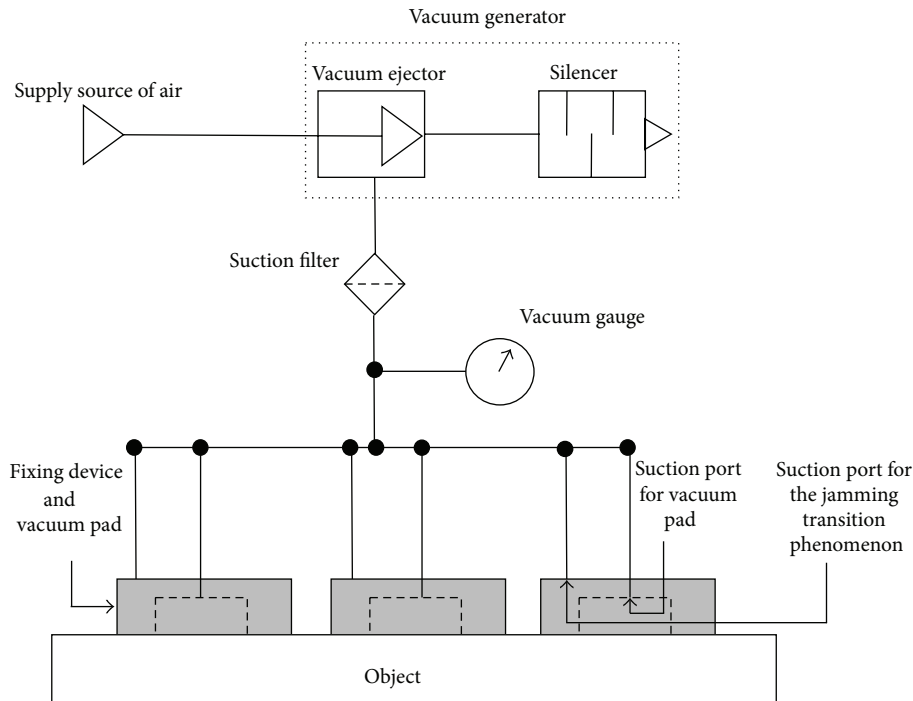 Vacuum generator
Vacuum ejector
Silencer
Supply source of air
Suction filter
Vacuum gauge
Fixing device
and
vacuum pad
Suction port
for vacuum
pad
Suction port for
the jamming
transition
phenomenon
Object